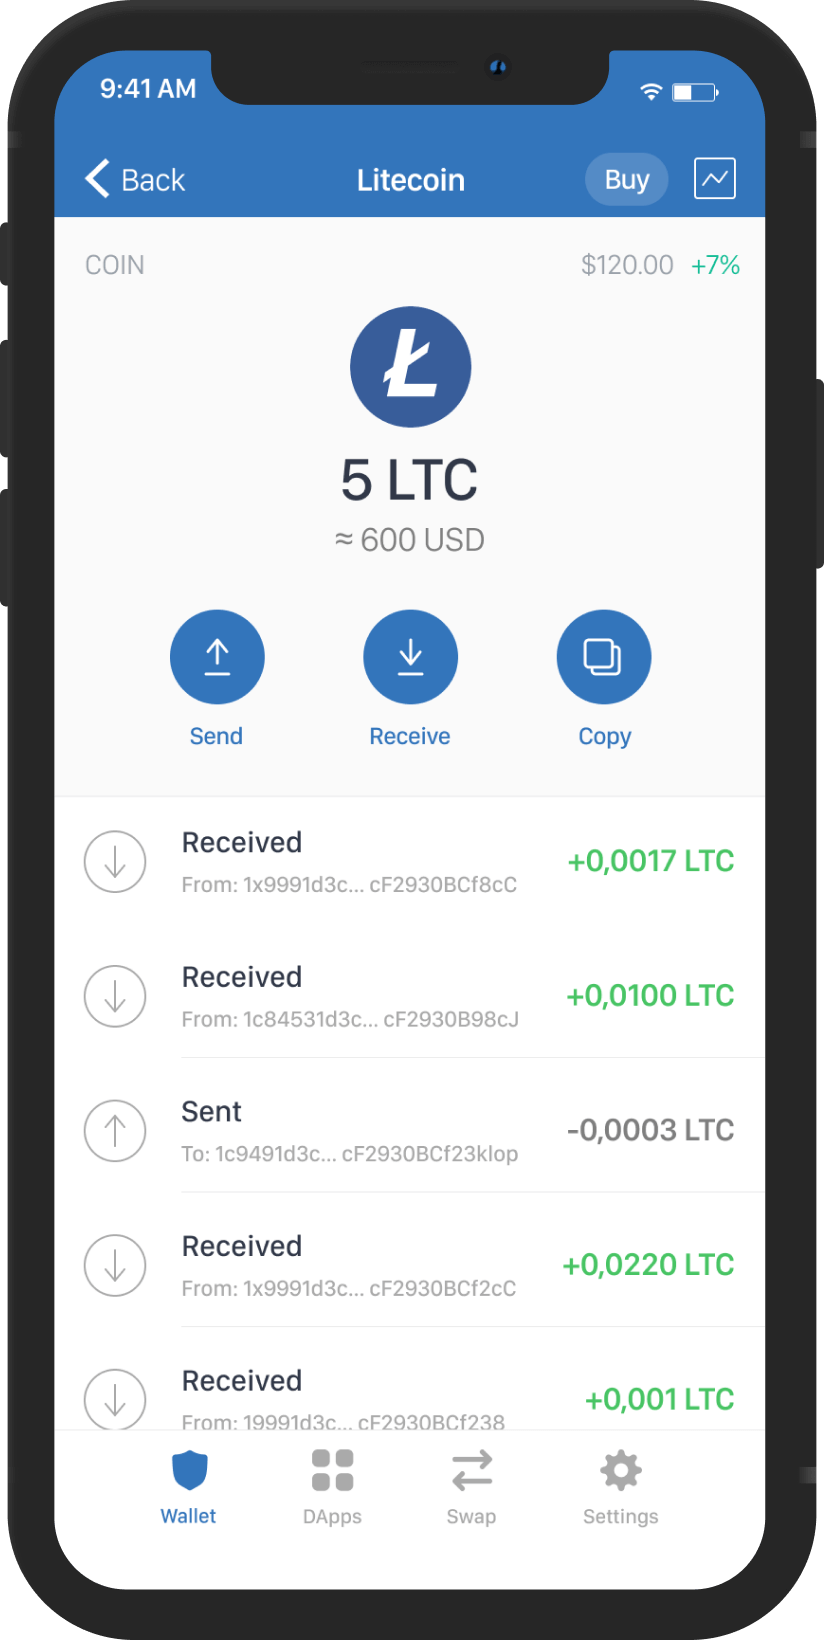 9:41 AM
Back
Litecoin
Buy
COIN
$120.00 +7%
5 LTC
≈ 600 USD
Send
Receive
Copy
Received
+0,0017 LTC
From: 1x9991d3c... cF2930BCf8cC
Received
+0,0100 LTC
From: 1c84531d3c... cF2930B98cJ
Sent
-0,0003 LTC
To: 1c9491d3c... cF2930BCf23klop
Received
+0,0220 LTC
From: 1x9991d3c... cF2930BCf2cC
Received
+0,001 LTC
From: 19991d3c... cF2930BCf238
Wallet
DApps
Swap
Settings